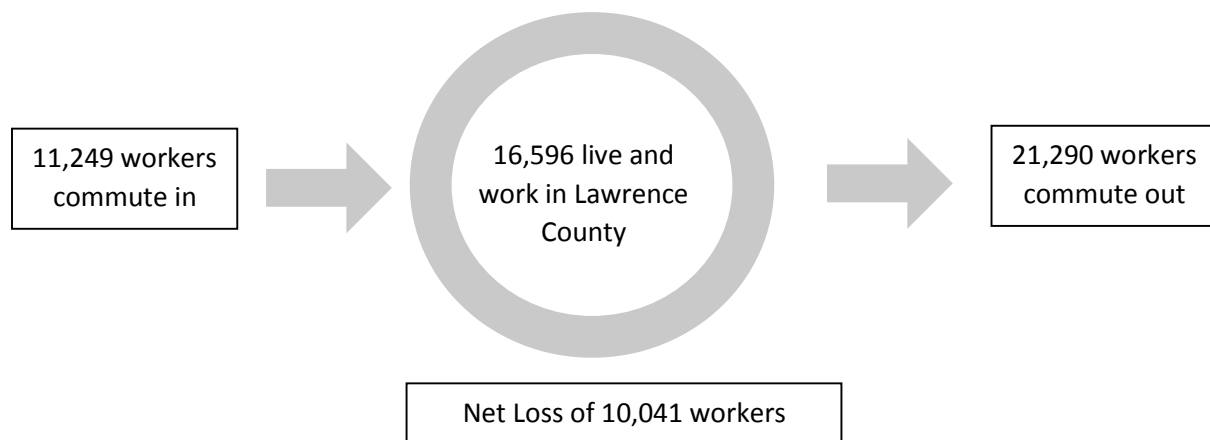 11,249 workers
commute in
16,596 live and
work in Lawrence
County
21,290 workers
commute out
Net Loss of 10,041 workers